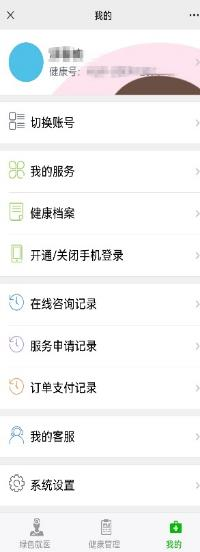 我的
健康号：
切换账号
我的服务
健康档案
开通/关闭手机登录
在线咨询记录
服务申请记录
订单支付记录
我的客服
系统设置
绿色就医 健康管理 我的